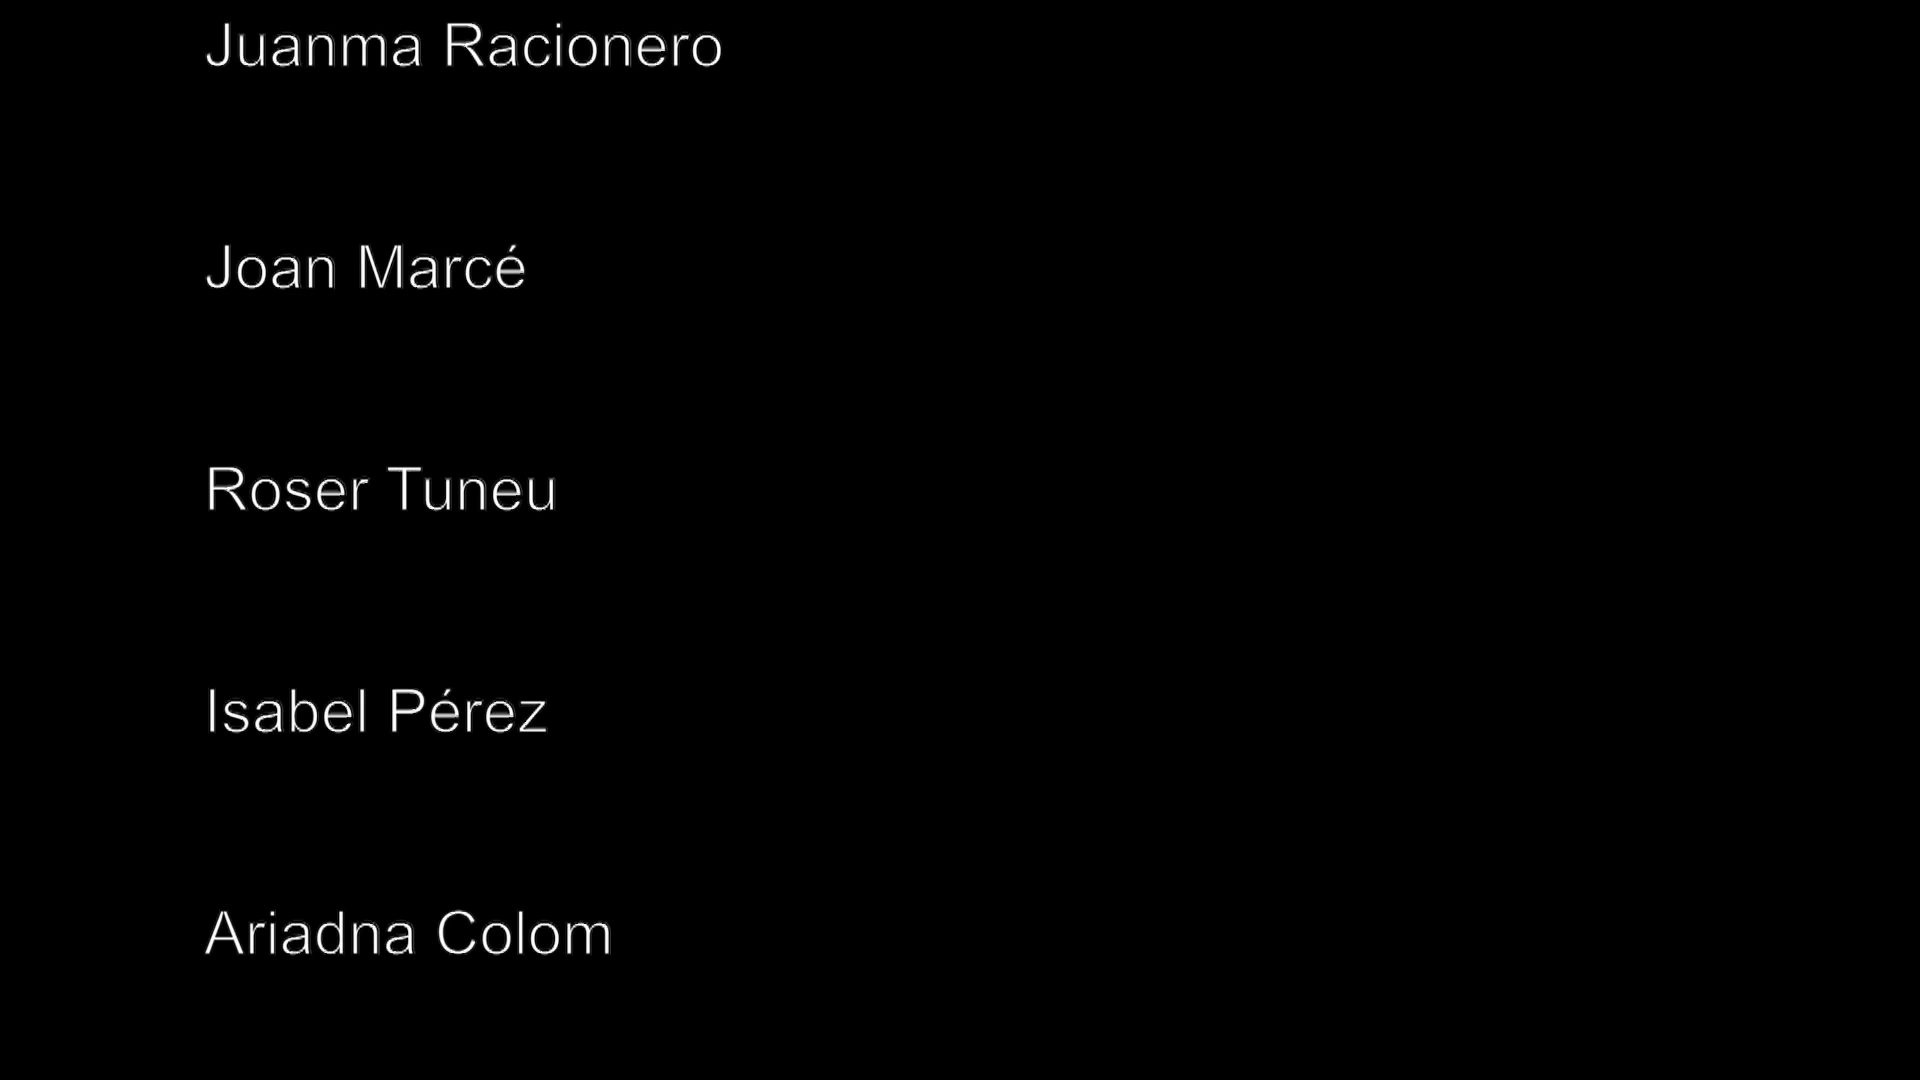 Juanma Racionero
Joan Marcé
Roser Tuneu
Isabel Pérez
Ariadna Colom